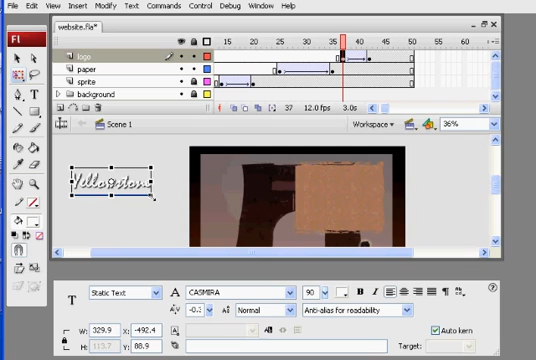 File Edit View Insert Modify Text Commands Control Debug Window Help
Fl
website.fla*
15 20 25 30 35 40 45 50 55 60
logo
paper
sprite
background
37 12.0 fps 3.0s
Scene 1 Workspace 36%
Static Text A CASMIRA 90 B I
Normal Anti-alias for readability
W: 329.9 X: -492.4 Auto kern
H: 113.7 Y: 88.9 Target: